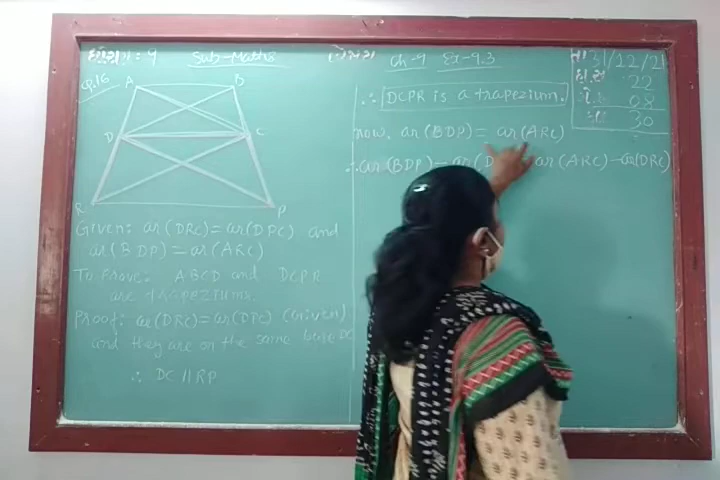 ધોરણ : ૧ Sub-Maths વિષય Ch-9 Ex-9.3
તા 31/12/21
22
08
30
Q.16
A B
D C
R P
Given: ar(DRC)=ar(DPC) and
ar(BDP)=ar(ARC)
To Prove: ABCD and DCPR
are trapeziums.
Proof: ar(DRC)=ar(DPC) (Given)
and they are on the same base DC
∴ DC II RP
∴ DCPR is a trapezium.
now, ar(BDP)= ar(ARC)
∴ ar(BDP)- ar(D ar(ARC)-ar(DRC)